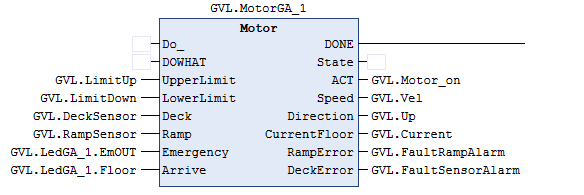 GVL.MotorGA_1
Motor
Do_ DONE
DOWHAT State
GVL.LimitUp UpperLimit ACT GVL.Motor_on
GVL.LimitDown LowerLimit Speed GVL.Vel
GVL.DeckSensor Deck Direction GVL.Up
GVL.RampSensor Ramp CurrentFloor GVL.Current
GVL.LedGA_1.EmOUT Emergency RampError GVL.FaultRampAlarm
GVL.LedGA_1.Floor Arrive DeckError GVL.FaultSensorAlarm